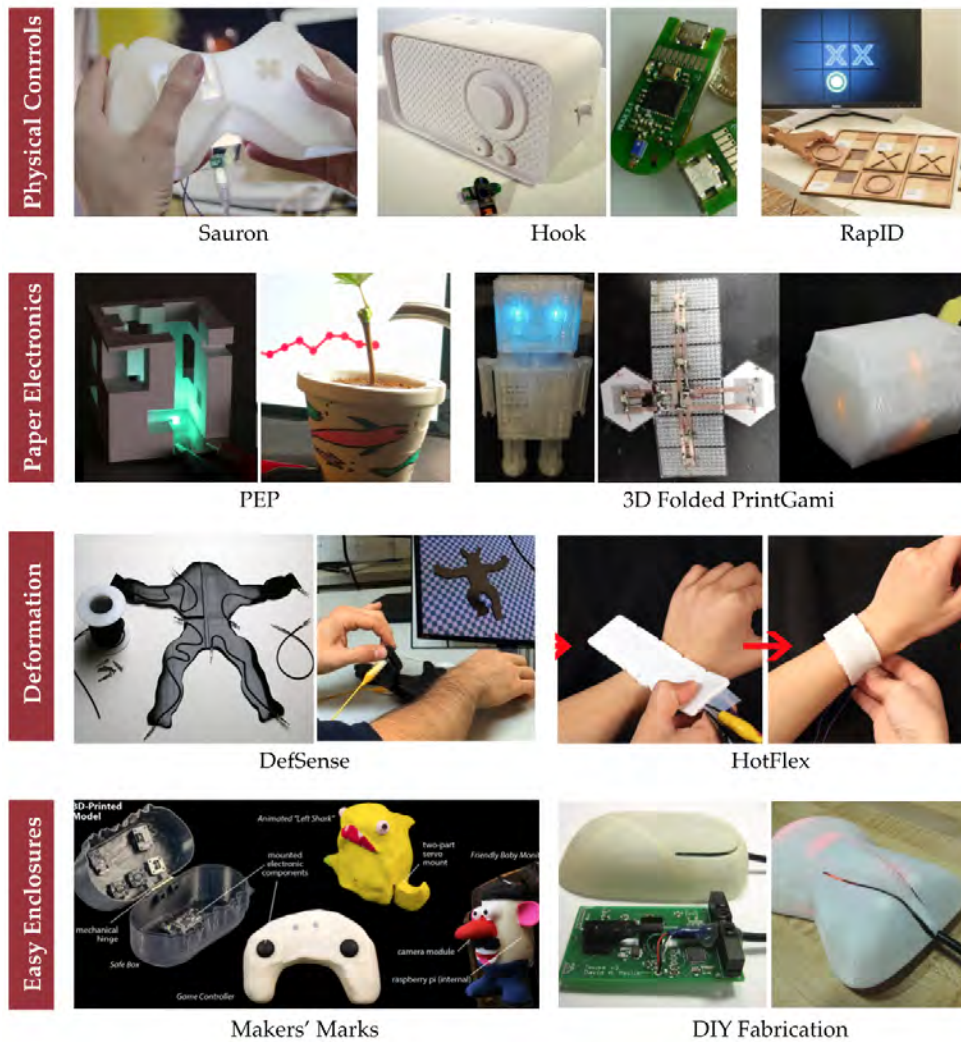 Physical Conrrols
Sauron
Hook
RapID
Paper Electronics
PEP
3D Folded PrintGami
Deformation
DefSense
HotFlex
Easy Enclosures
3D-Printed
Model
Animated "Left Shark"
mounted
electronic
components
two-part
servo
mount
Friendly Baby Monit
mechanical
hinge
Safe Box
camera module
raspberry pi (internal)
Game Controller
Makers' Marks
DIY Fabrication